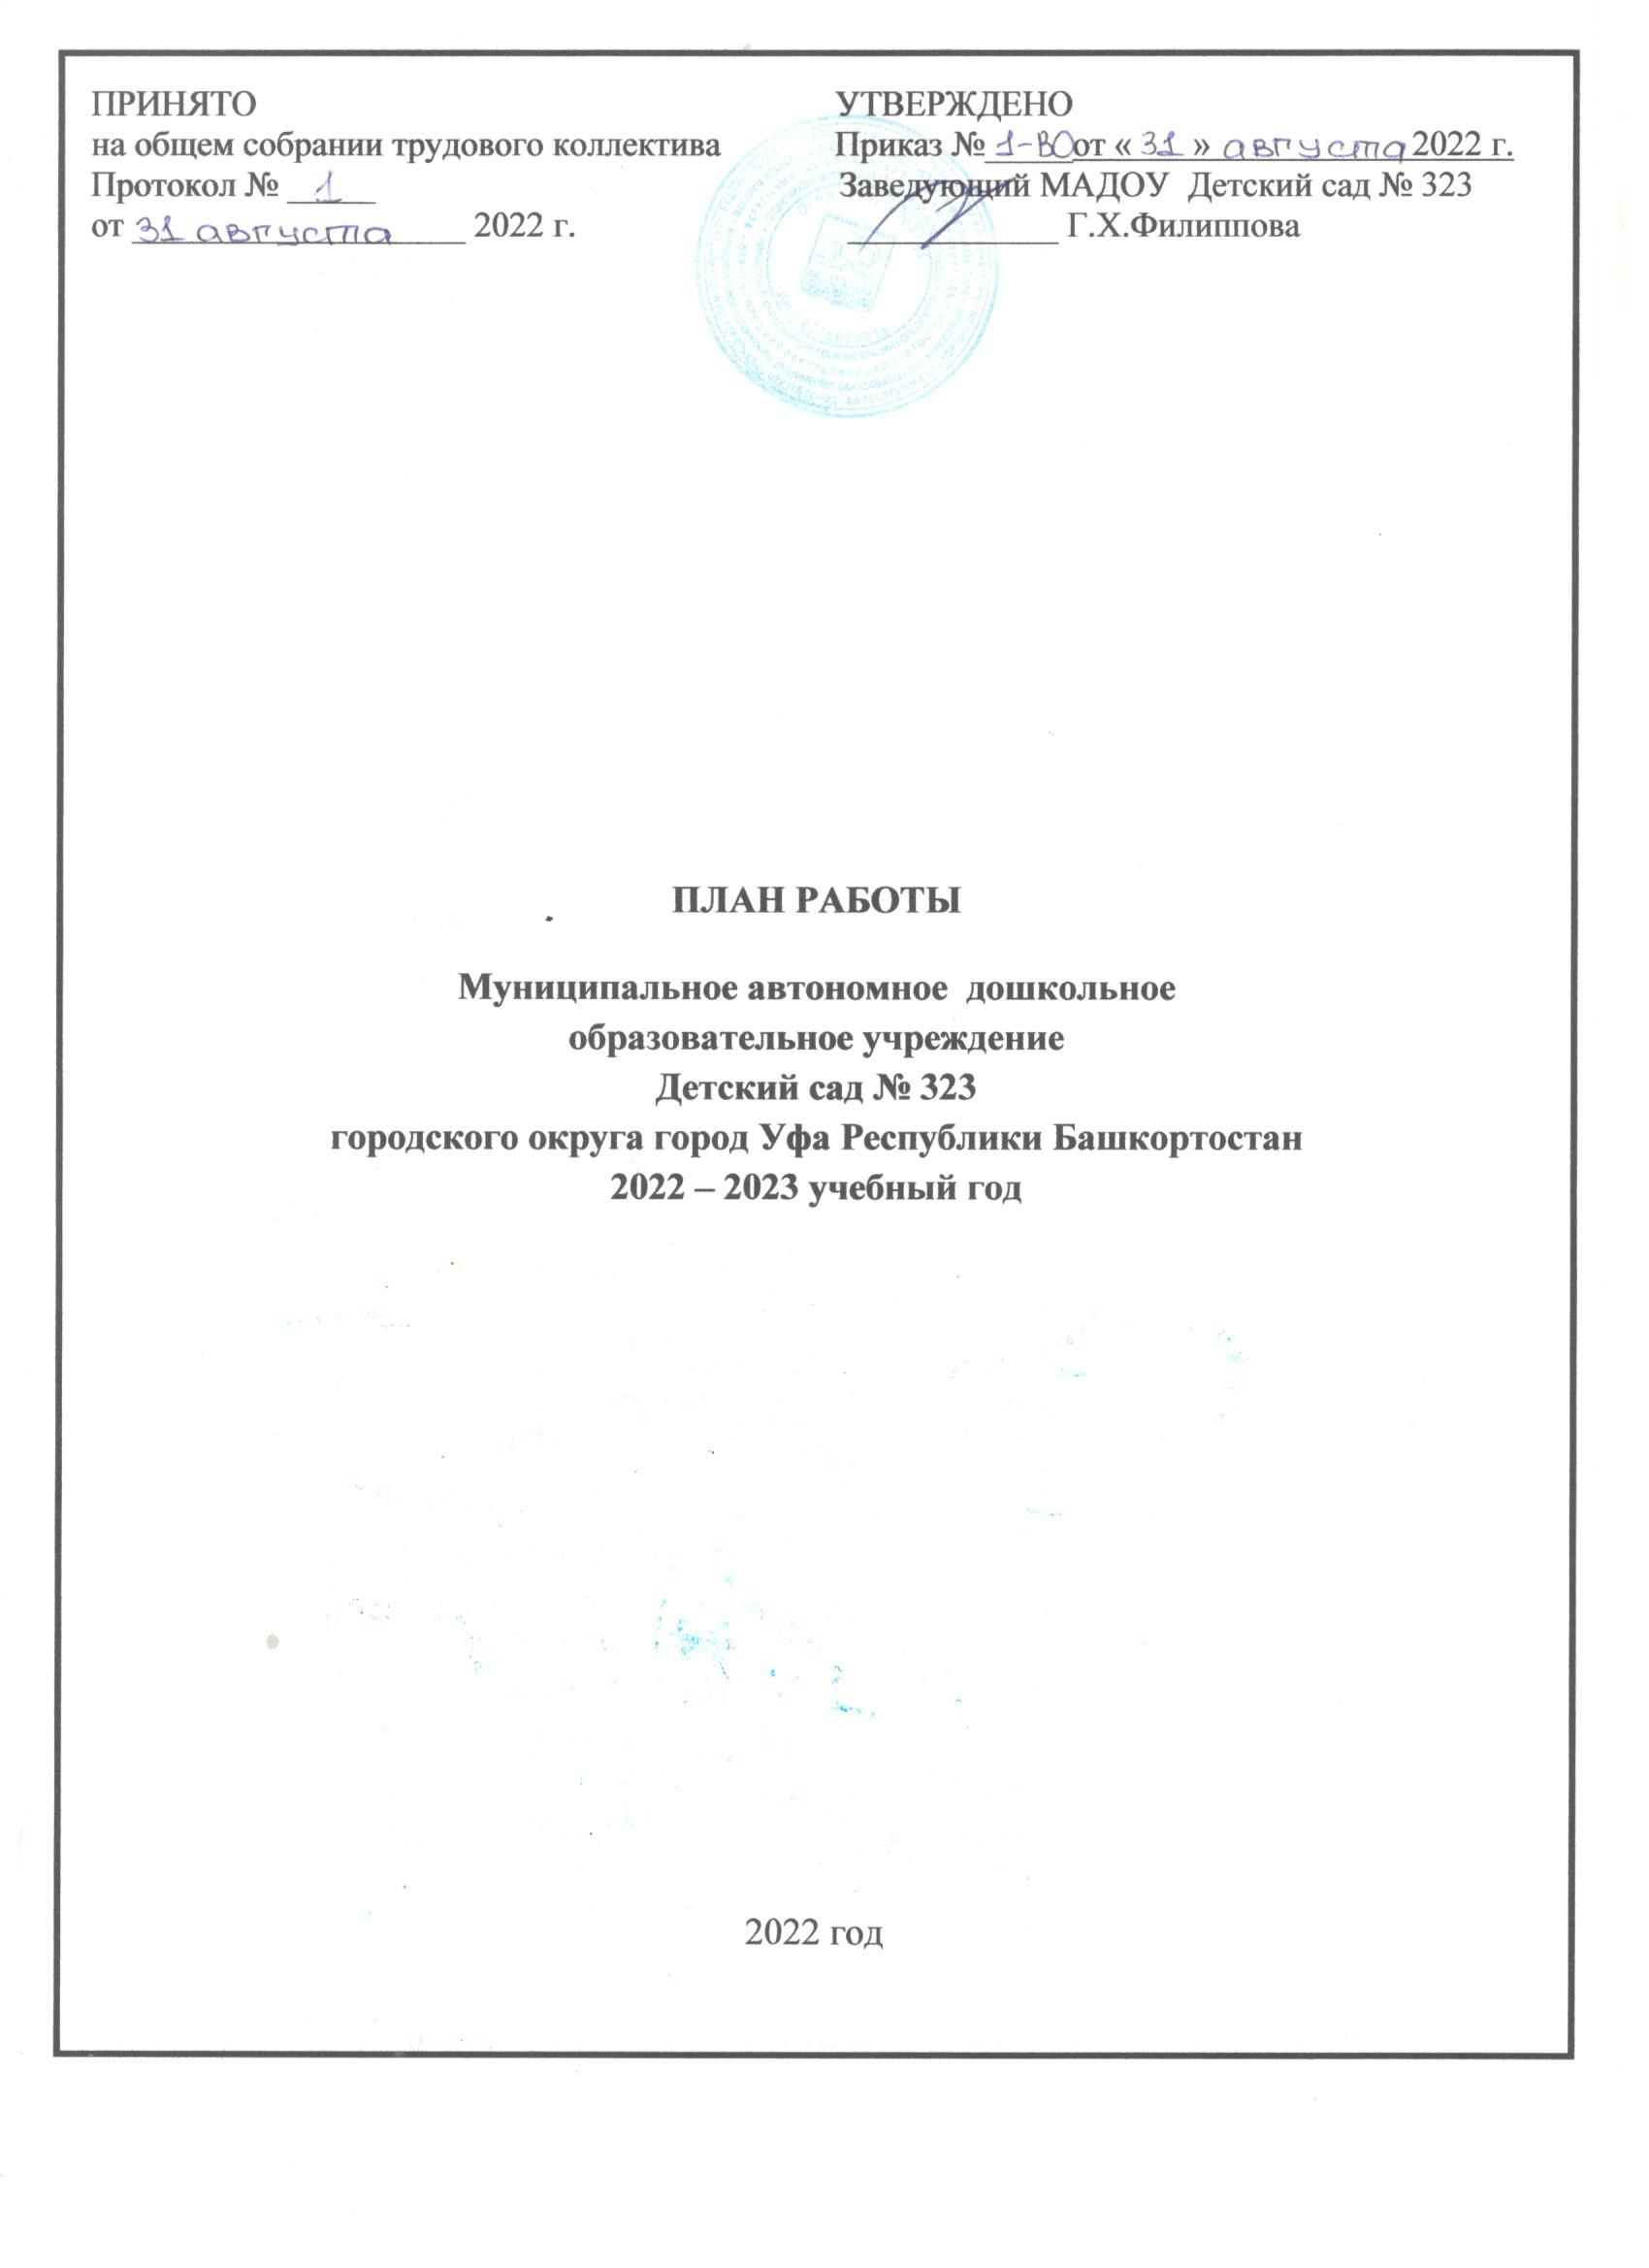 ПРИНЯТО
на общем собрании трудового коллектива
Протокол № 1
от 31 августа 2022 г.
УТВЕРЖДЕНО
Приказ № 1-ВО от « 31 » августа 2022 г.
Заведующий МАДОУ Детский сад № 323
Г.Х.Филиппова
ПЛАН РАБОТЫ
Муниципальное автономное дошкольное
образовательное учреждение
Детский сад № 323
городского округа город Уфа Республики Башкортостан
2022 – 2023 учебный год
2022 год